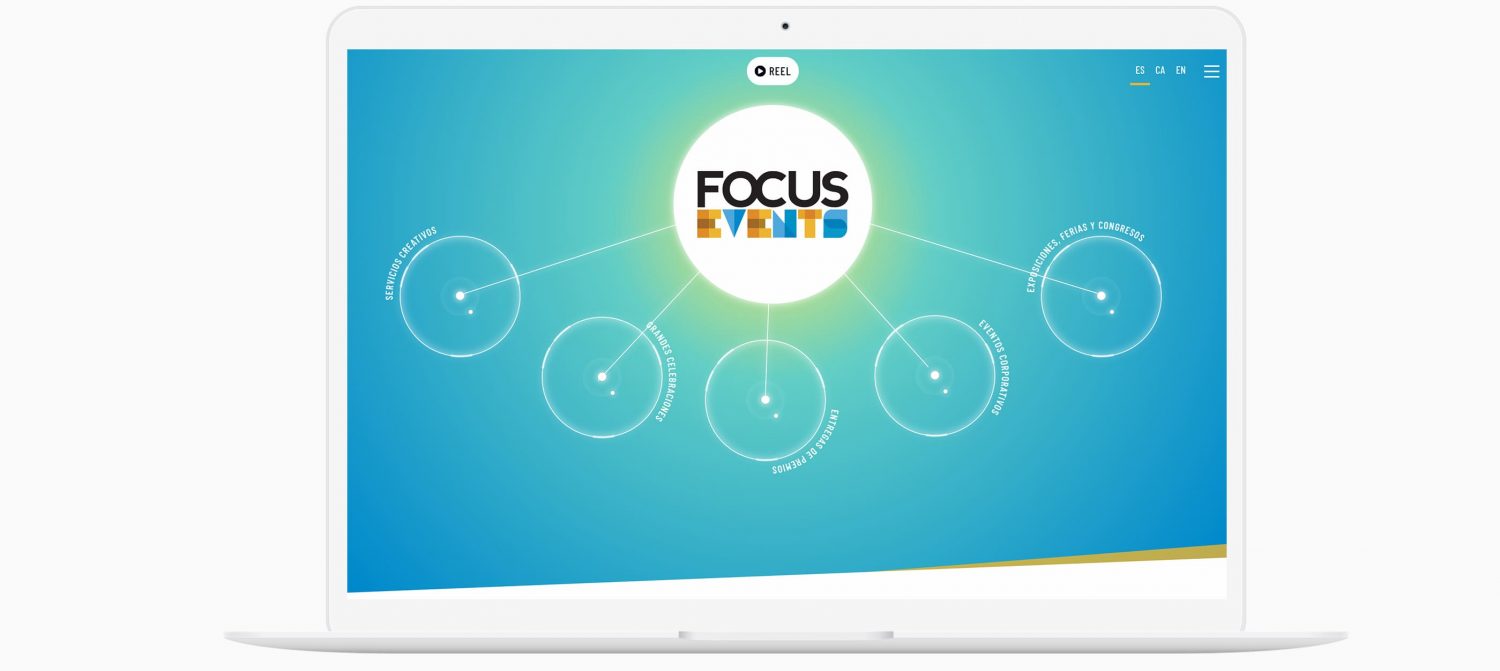 REEL
ES CA EN
FOCUS
EVENTS
SERVICIOS CREATIVOS
GRANDES CELEBRACIONES
ENTREGAS DE PREMIOS
EVENTOS CORPORATIVOS
EXPOSICIONES, FERIAS Y CONGRESOS